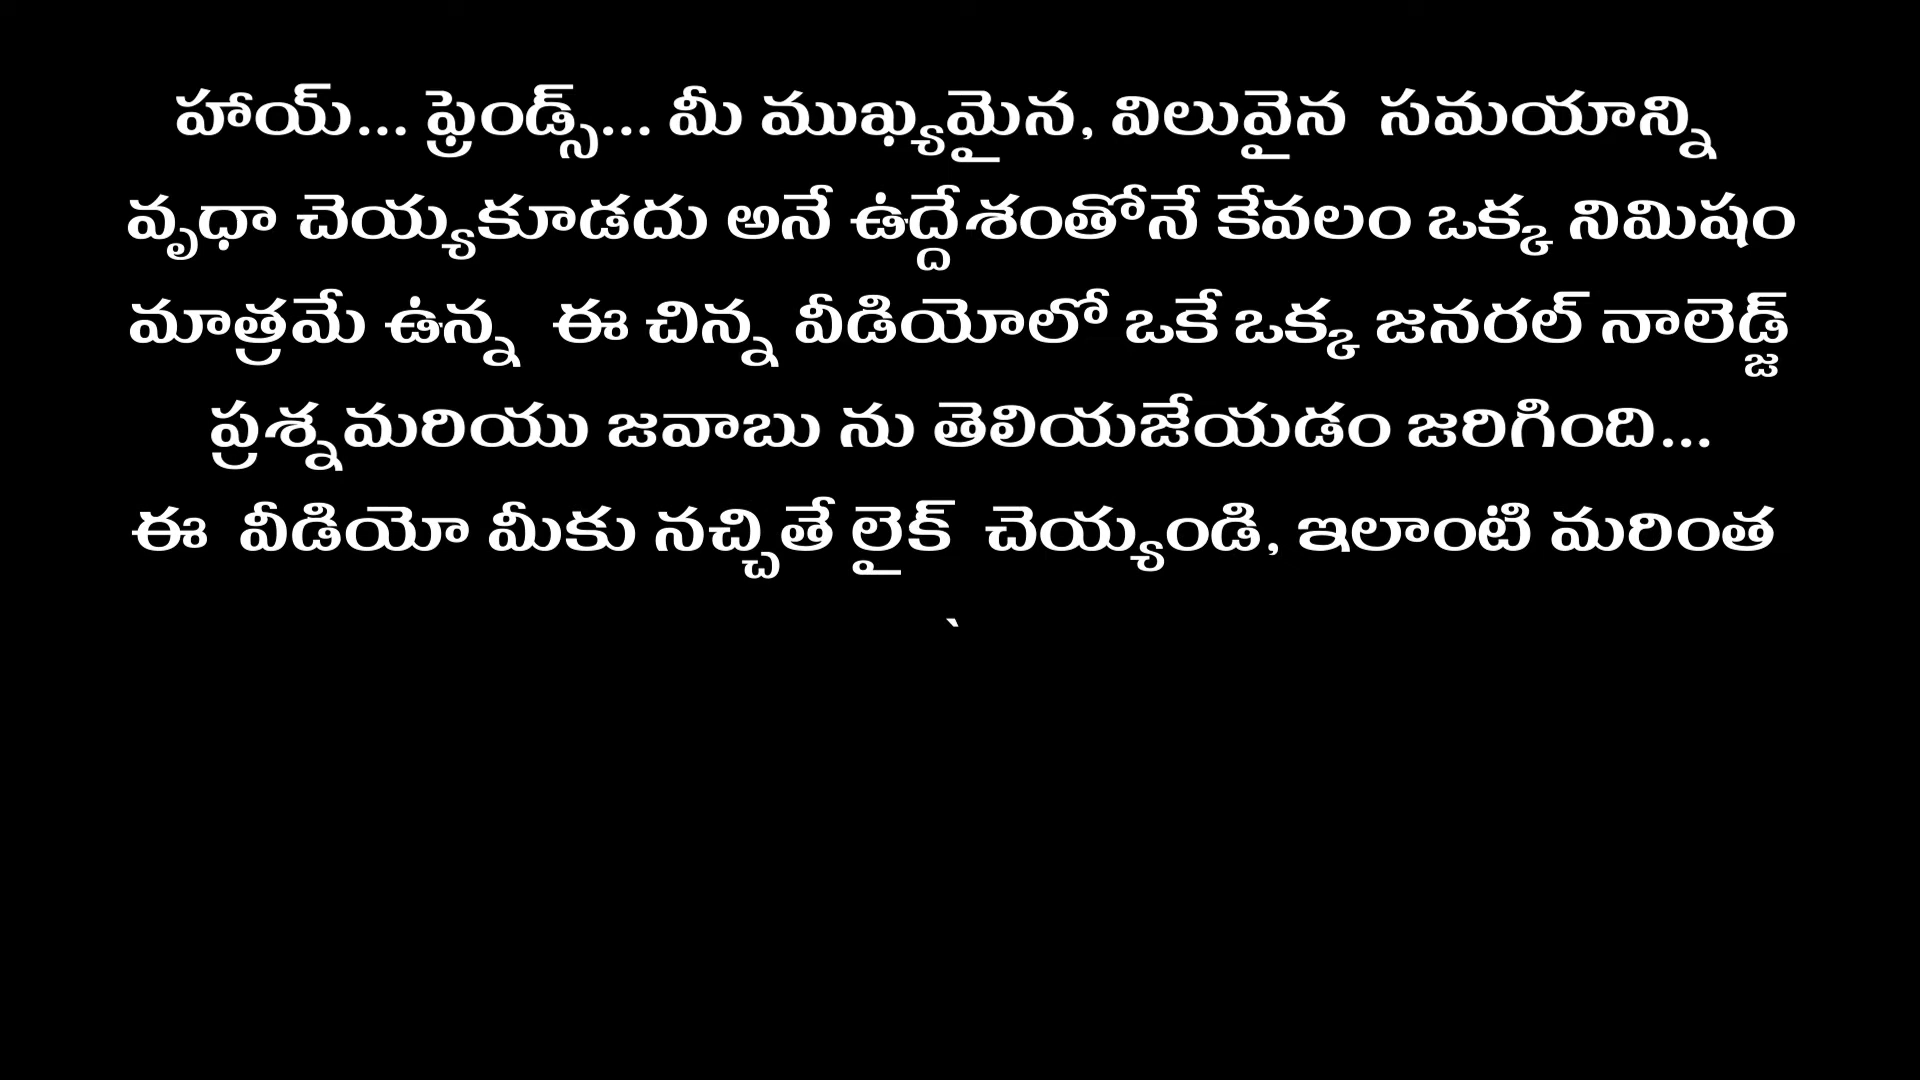 హాయ్... ఫ్రెండ్స్... మీ ముఖ్యమైన, విలువైన  సమయాన్ని
వృధా చెయ్యకూడదు అనే ఉద్దేశంతోనే కేవలం ఒక్క నిమిషం
మాత్రమే ఉన్న  ఈ చిన్న వీడియోలో ఒకే ఒక్క జనరల్ నాలెడ్జ్
ప్రశ్నమరియు జవాబు ను తెలియజేయడం జరిగింది...
ఈ  వీడియో మీకు నచ్చితే లైక్  చెయ్యండి, ఇలాంటి మరింత